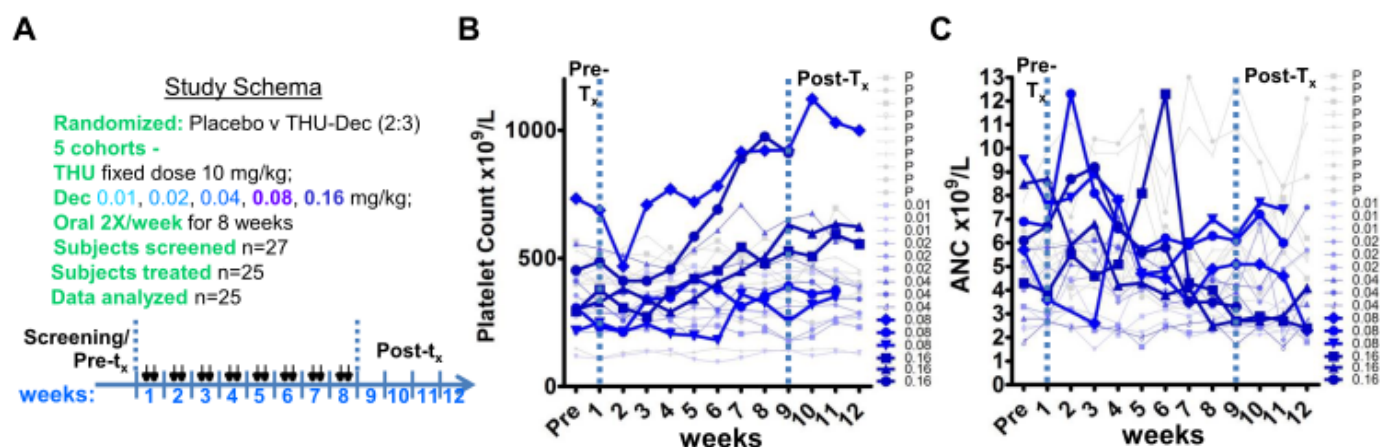 A
Study Schema
Randomized: Placebo v THU-Dec (2:3)
5 cohorts -
THU fixed dose 10 mg/kg;
Dec 0.01, 0.02, 0.04, 0.08, 0.16 mg/kg;
Oral 2X/week for 8 weeks
Subjects screened n=27
Subjects treated n=25
Data analyzed n=25
Screening/
Pre-tx
Post-tx
weeks: 1 2 3 4 5 6 7 8 9 10 11 12
B
Pre-
Tx
Post-Tx
Platelet Count x10⁹/L
1000
500
0
Pre 1 2 3 4 5 6 7 8 9 10 11 12
weeks
P
P
P
P
P
P
P
P
P
P
0.01
0.01
0.01
0.02
0.02
0.02
0.04
0.04
0.04
0.08
0.08
0.08
0.16
0.16
0.16
C
Pre-
Tx
Post-Tx
ANC x10⁹/L
13
12
11
10
9
8
7
6
5
4
3
2
1
0
Pre 1 2 3 4 5 6 7 8 9 10 11 12
weeks
P
P
P
P
P
P
P
P
P
P
0.01
0.01
0.01
0.02
0.02
0.02
0.04
0.04
0.04
0.08
0.08
0.08
0.16
0.16
0.16